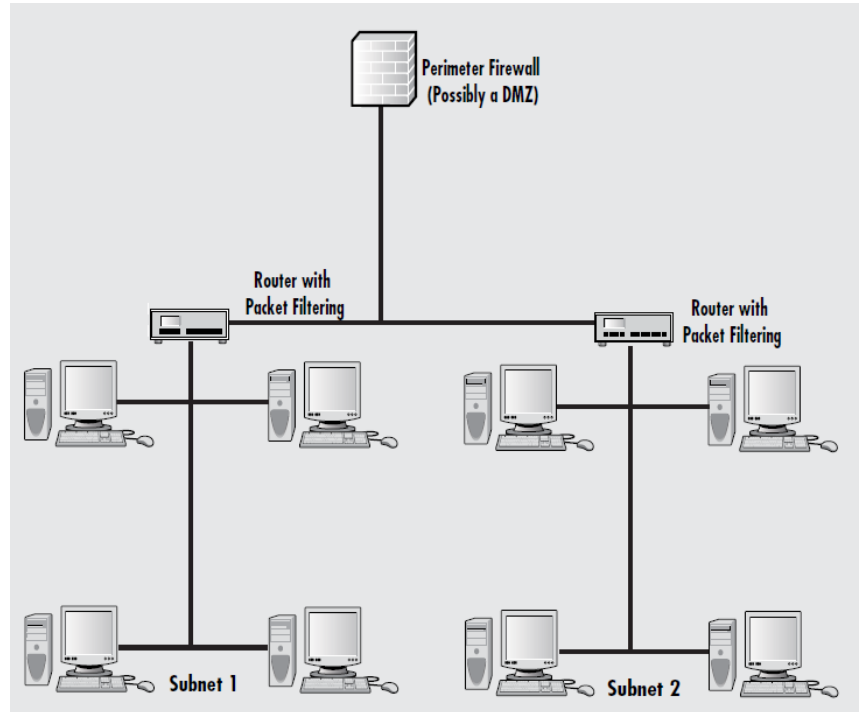 Perimeter Firewall
(Possibly a DMZ)
Router with
Packet Filtering
Router with
Packet Filtering
Subnet 1
Subnet 2